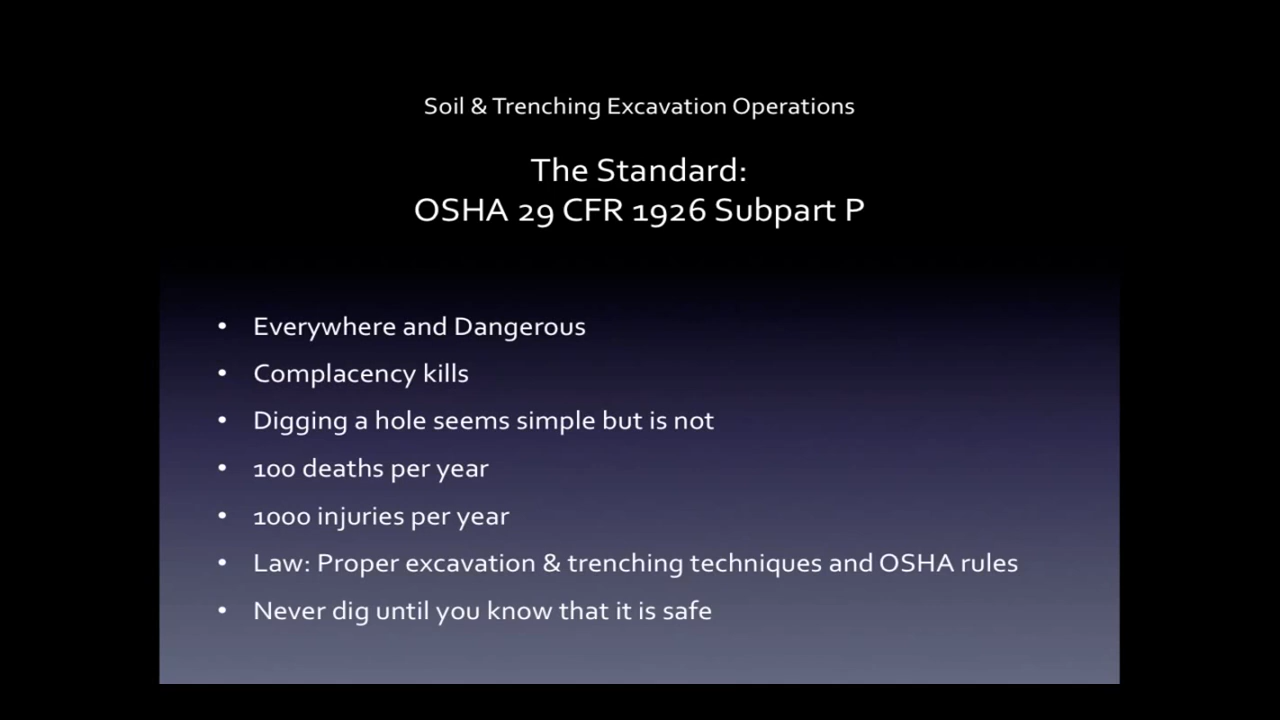 Soil & Trenching Excavation Operations
The Standard:
OSHA 29 CFR 1926 Subpart P
• Everywhere and Dangerous
• Complacency kills
• Digging a hole seems simple but is not
• 100 deaths per year
• 1000 injuries per year
• Law: Proper excavation & trenching techniques and OSHA rules
• Never dig until you know that it is safe